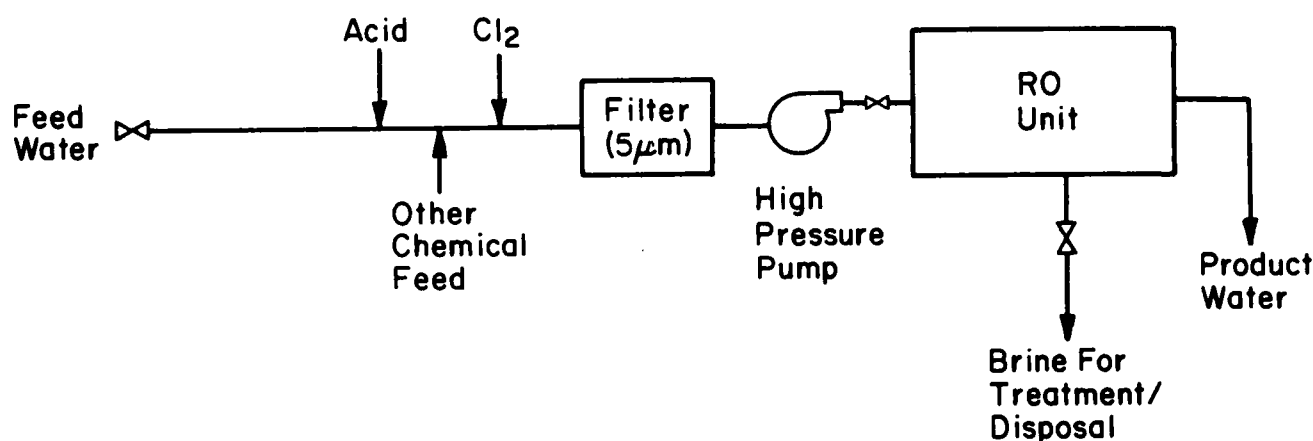 Acid
Cl2
Feed
Water
Other
Chemical
Feed
Filter
(5μm)
High
Pressure
Pump
RO
Unit
Brine For
Treatment/
Disposal
Product
Water